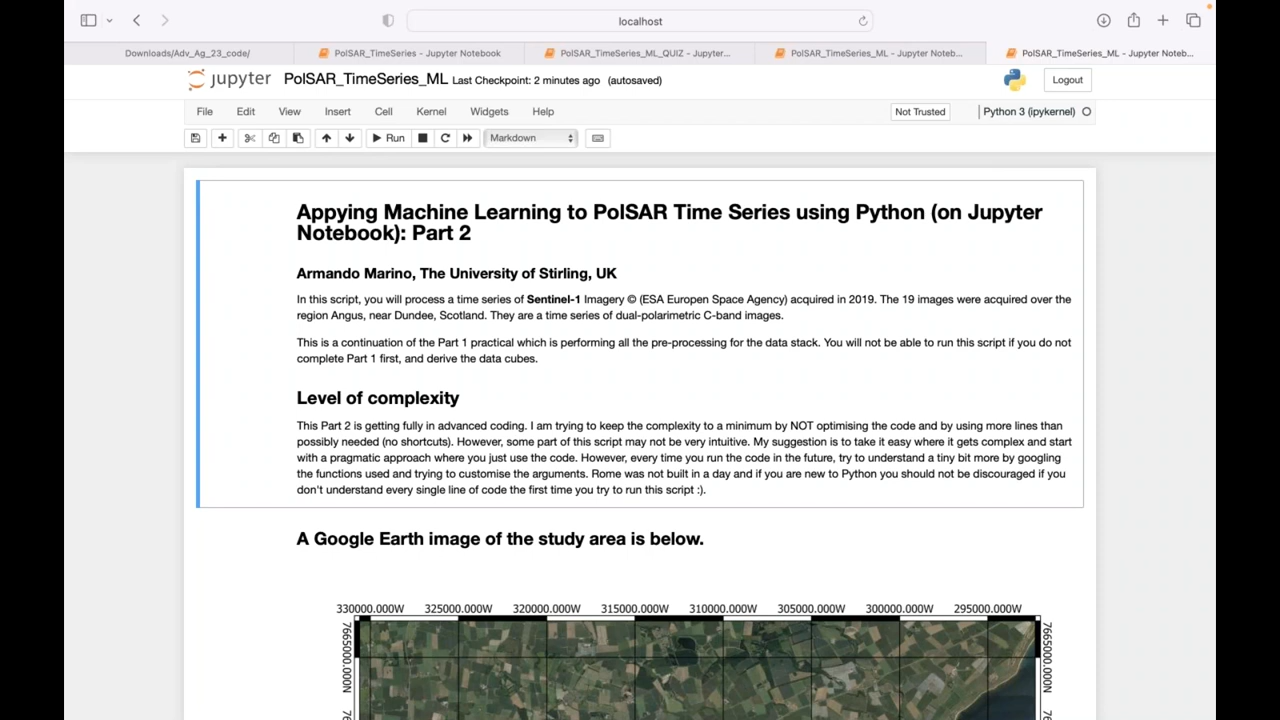 localhost
Downloads/Adv_Ag_23_code/
PolSAR_TimeSeries - Jupyter Notebook
PolSAR_TimeSeries_ML_QUIZ - Jupyter...
PolSAR_TimeSeries_ML - Jupyter Noteb...
PolSAR_TimeSeries_ML - Jupyter Noteb...
jupyter PolSAR_TimeSeries_ML Last Checkpoint: 2 minutes ago (autosaved)
Logout
File Edit View Insert Cell Kernel Widgets Help
Not Trusted
Python 3 (ipykernel)
Run
Markdown
Appying Machine Learning to PolSAR Time Series using Python (on Jupyter
Notebook): Part 2
Armando Marino, The University of Stirling, UK
In this script, you will process a time series of Sentinel-1 Imagery © (ESA Europen Space Agency) acquired in 2019. The 19 images were acquired over the
region Angus, near Dundee, Scotland. They are a time series of dual-polarimetric C-band images.
This is a continuation of the Part 1 practical which is performing all the pre-processing for the data stack. You will not be able to run this script if you do not
complete Part 1 first, and derive the data cubes.
Level of complexity
This Part 2 is getting fully in advanced coding. I am trying to keep the complexity to a minimum by NOT optimising the code and by using more lines than
possibly needed (no shortcuts). However, some part of this script may not be very intuitive. My suggestion is to take it easy where it gets complex and start
with a pragmatic approach where you just use the code. However, every time you run the code in the future, try to understand a tiny bit more by googling
the functions used and trying to customise the arguments. Rome was not built in a day and if you are new to Python you should not be discouraged if you
don't understand every single line of code the first time you try to run this script :).
A Google Earth image of the study area is below.
330000.000W 325000.000W 320000.000W 315000.000W 310000.000W 305000.000W 300000.000W 295000.000W
7665000.000N
7665000.000N